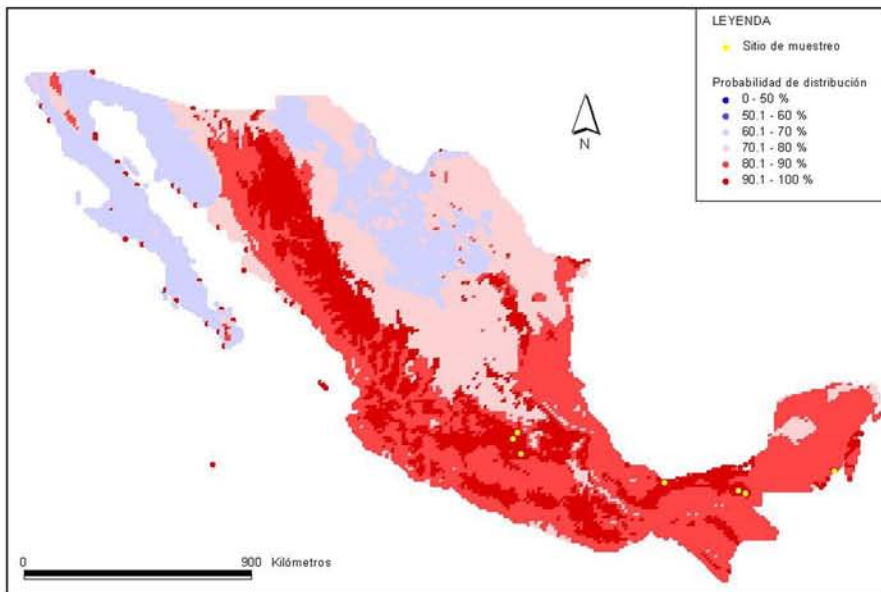 LEYENDA
Sitio de muestreo
Probabilidad de distribución
0 - 50 %
50.1 - 60 %
60.1 - 70 %
70.1 - 80 %
80.1 - 90 %
90.1 - 100 %
N
0 900 Kilómetros